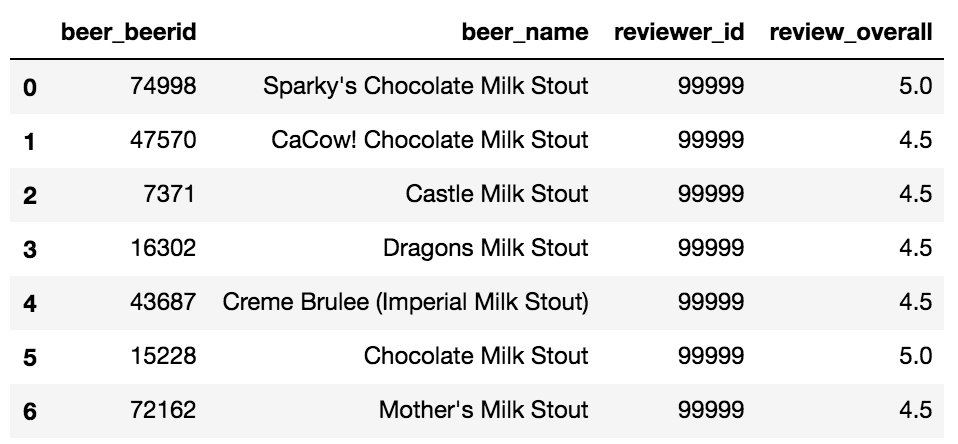 beer_beerid beer_name reviewer_id review_overall
0 74998 Sparky's Chocolate Milk Stout 99999 5.0
1 47570 CaCow! Chocolate Milk Stout 99999 4.5
2 7371 Castle Milk Stout 99999 4.5
3 16302 Dragons Milk Stout 99999 4.5
4 43687 Creme Brulee (Imperial Milk Stout) 99999 4.5
5 15228 Chocolate Milk Stout 99999 5.0
6 72162 Mother's Milk Stout 99999 4.5